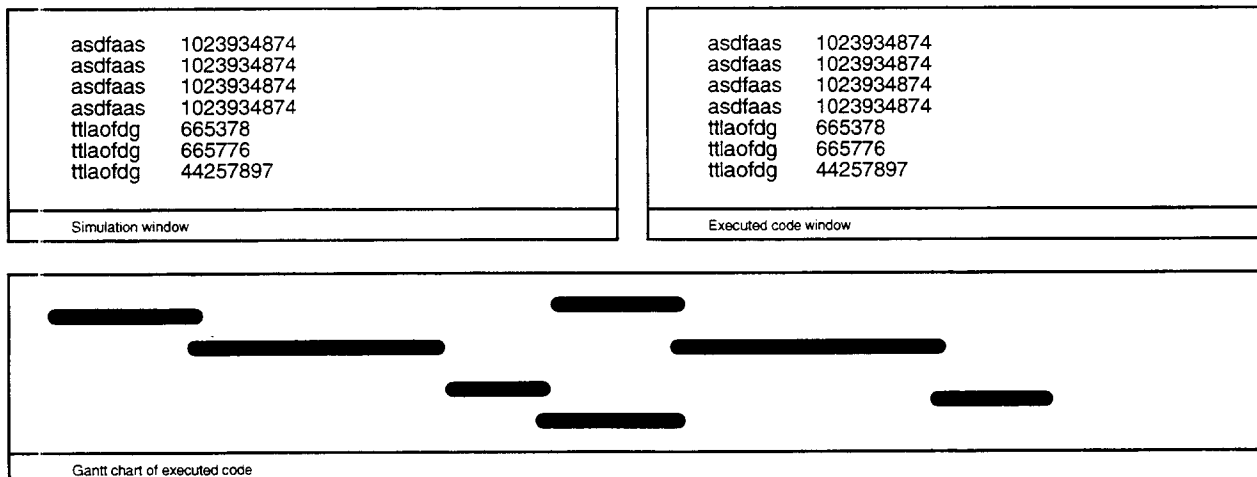 asdfaas 1023934874
asdfaas 1023934874
asdfaas 1023934874
asdfaas 1023934874
ttlaofdg 665378
ttlaofdg 665776
ttlaofdg 44257897
Simulation window
asdfaas 1023934874
asdfaas 1023934874
asdfaas 1023934874
asdfaas 1023934874
ttlaofdg 665378
ttlaofdg 665776
ttlaofdg 44257897
Executed code window
Gantt chart of executed code